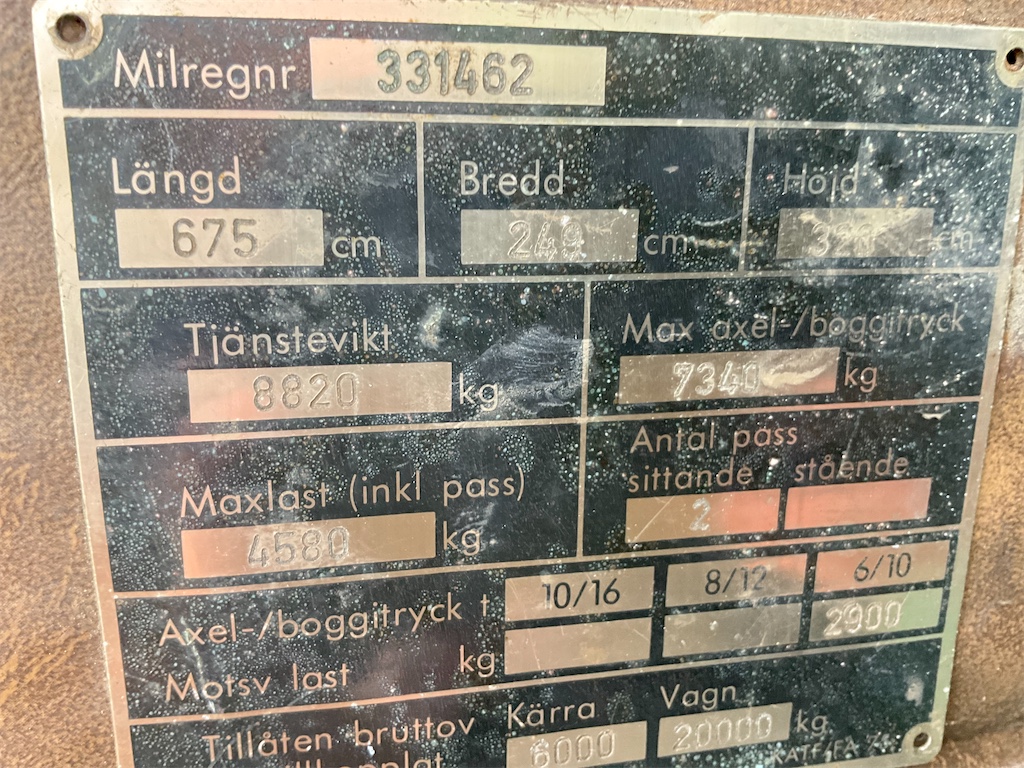 Milregnr 331462
Längd Bredd Höjd
675 cm 249 cm cm
Tjänstevikt Max axel-/boggitryck
8820 kg 7340 kg
Antal pass
Maxlast (inkl pass) sittande stående
4580 kg 2
Axel-/boggitryck t 10/16 8/12 6/10
Motsv last kg 2900
Tillåten bruttov Kärra Vagn
6000 20000 kg